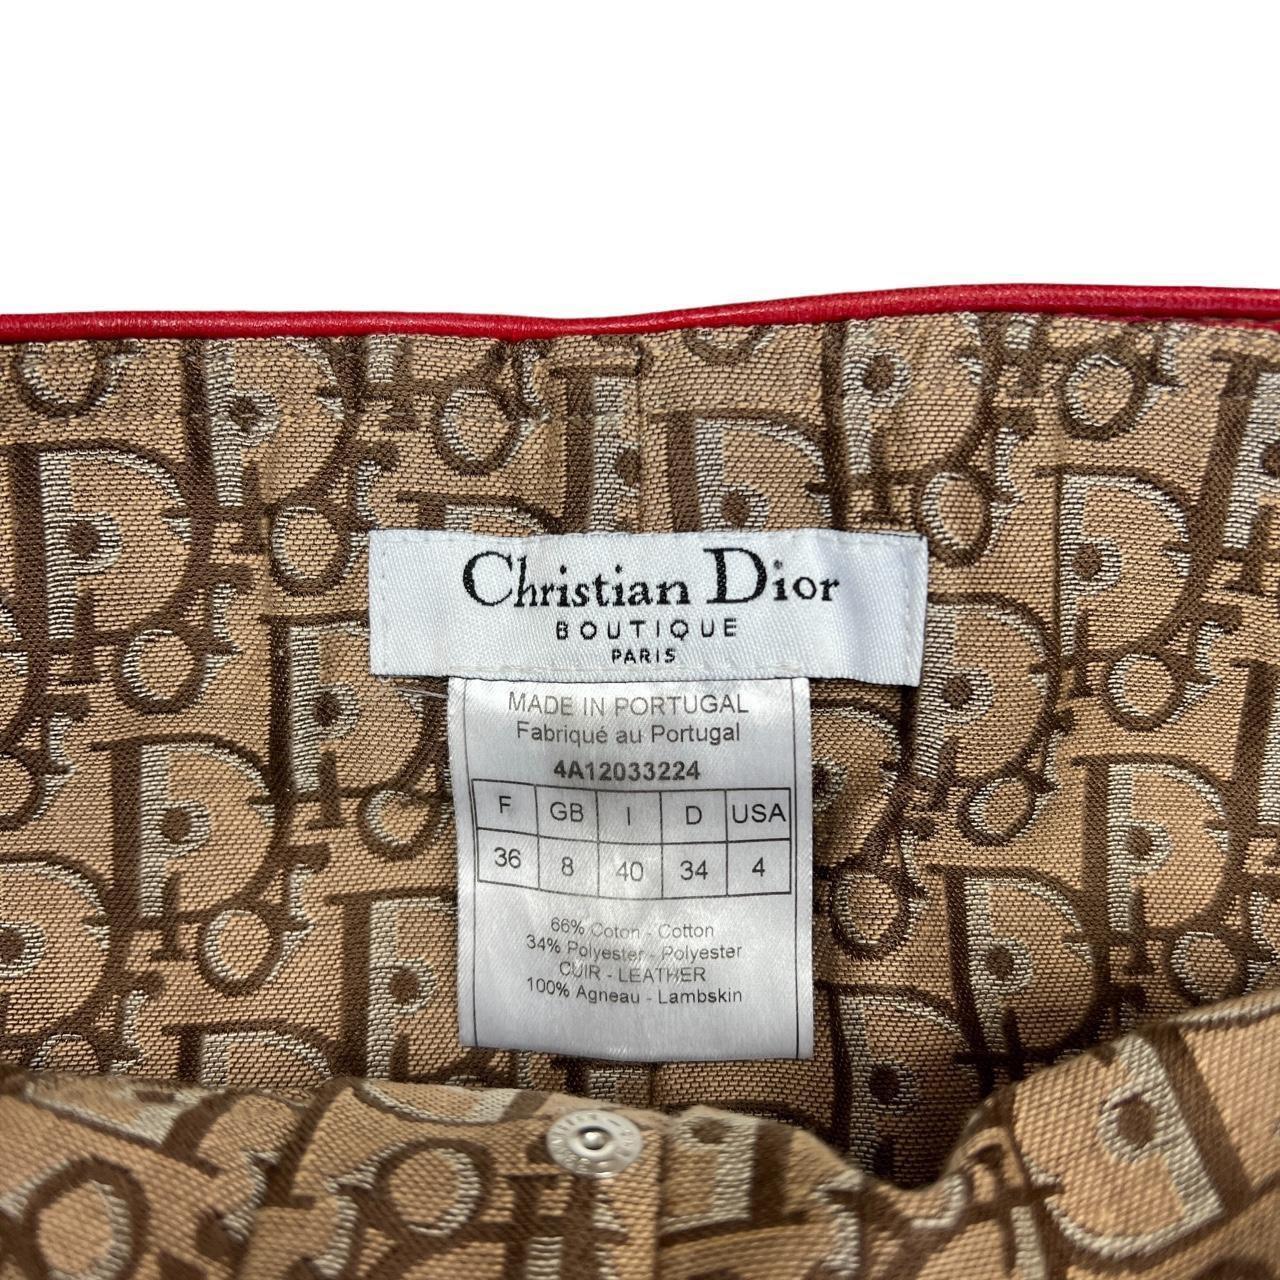 Christian Dior
BOUTIQUE
PARIS
MADE IN PORTUGAL
Fabriqué au Portugal
4A12033224
F GB I D USA
36 8 40 34 4
66% Coton - Cotton
34% Polyester - Polyester
CUIR - LEATHER
100% Agneau - Lambskin